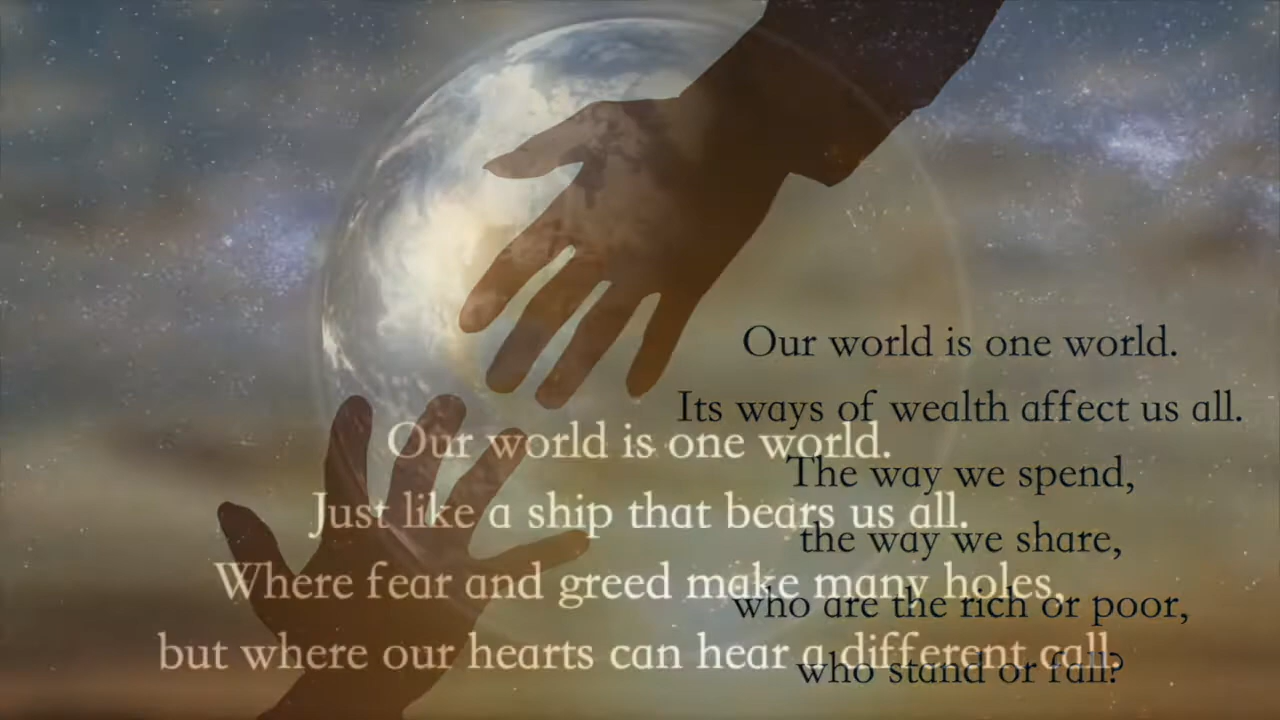 Our world is one world.
Its ways of wealth affect us all.
The way we spend,
the way we share,
who are the rich or poor,
who stand or fall?
Our world is one world.
Just like a ship that bears us all.
Where fear and greed make many holes,
but where our hearts can hear a different call.